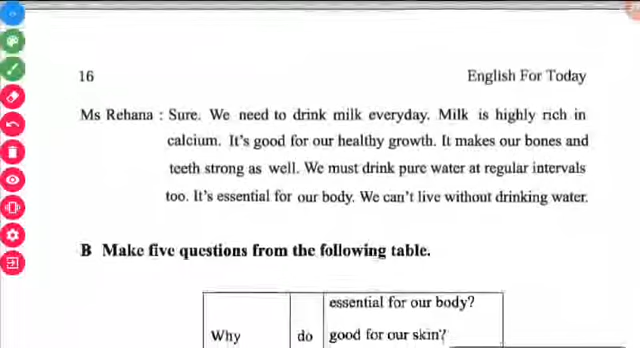 16
English For Today
Ms Rehana : Sure. We need to drink milk everyday. Milk is highly rich in
calcium. It's good for our healthy growth. It makes our bones and
teeth strong as well. We must drink pure water at regular intervals
too. It's essential for our body. We can't live without drinking water.
B Make five questions from the following table.
essential for our body?
Why do good for our skin?